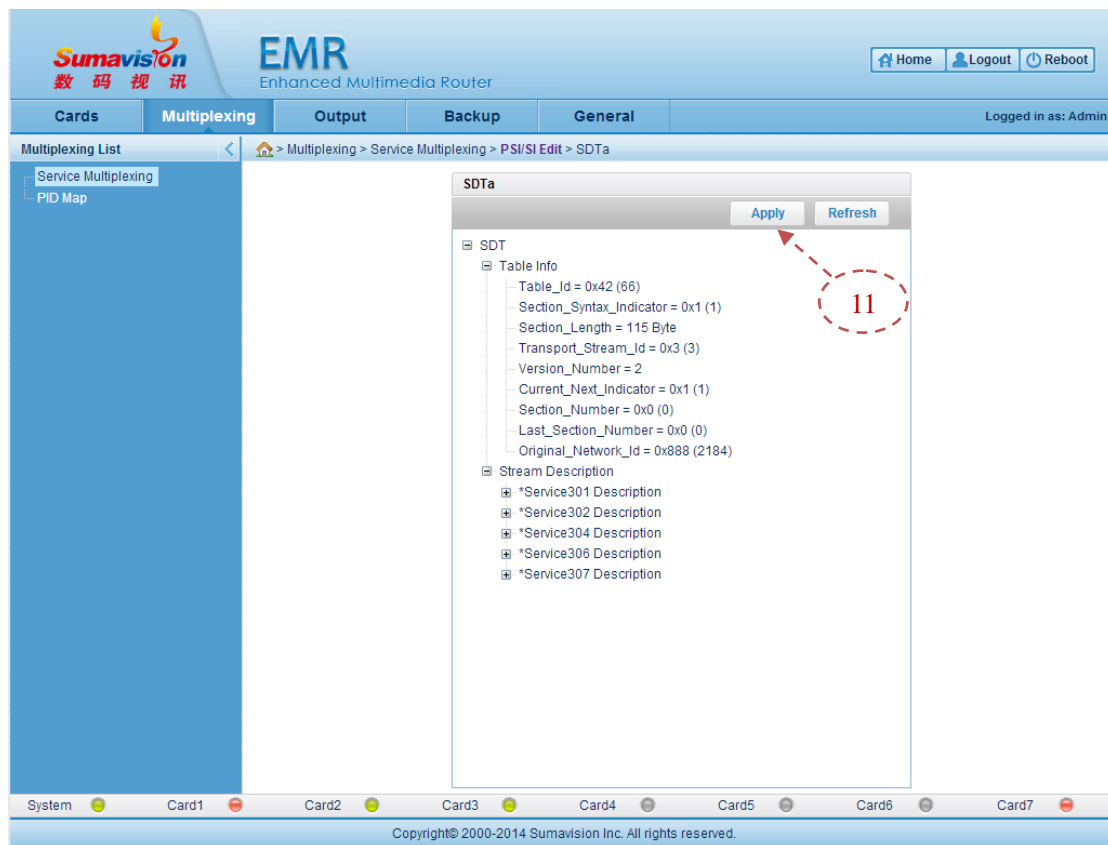 Sumavision
数码视讯
EMR
Enhanced Multimedia Router
Home Logout Reboot
Cards Multiplexing Output Backup General Logged in as: Admin
Multiplexing List
> Multiplexing > Service Multiplexing > PSI/SI Edit > SDTa
Service Multiplexing
PID Map
SDTa
Apply Refresh
SDT
Table Info
Table_Id = 0x42 (66)
Section_Syntax_Indicator = 0x1 (1)
Section_Length = 115 Byte
Transport_Stream_Id = 0x3 (3)
Version_Number = 2
Current_Next_Indicator = 0x1 (1)
Section_Number = 0x0 (0)
Last_Section_Number = 0x0 (0)
Original_Network_Id = 0x888 (2184)
Stream Description
*Service301 Description
*Service302 Description
*Service304 Description
*Service306 Description
*Service307 Description
11
System Card1 Card2 Card3 Card4 Card5 Card6 Card7
Copyright© 2000-2014 Sumavision Inc. All rights reserved.